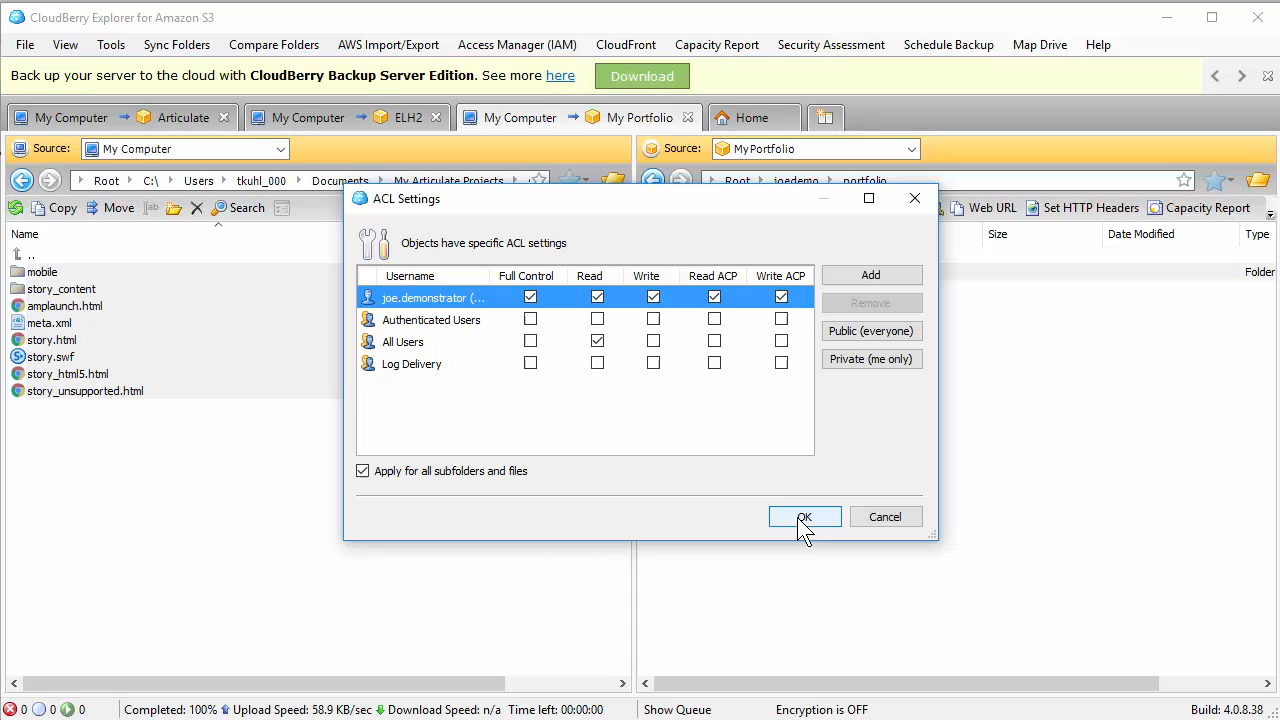 CloudBerry Explorer for Amazon S3
File View Tools Sync Folders Compare Folders AWS Import/Export Access Manager (IAM) CloudFront Capacity Report Security Assessment Schedule Backup Map Drive Help
Back up your server to the cloud with CloudBerry Backup Server Edition. See more here Download
My Computer Articulate My Computer ELH2 My Computer My Portfolio Home
Source: My Computer Source: MyPortfolio
Root C:\ Users tkuhl_000 Documents My Articulate Projects Root joedemo portfolio
Copy Move Search Web URL Set HTTP Headers Capacity Report
Name Size Date Modified Type
..
mobile Folder
story_content
amplaunch.html
meta.xml
story.html
story.swf
story_html5.html
story_unsupported.html
ACL Settings
Objects have specific ACL settings
Username Full Control Read Write Read ACP Write ACP
joe.demonstrator (...
Authenticated Users
All Users
Log Delivery
Add
Remove
Public (everyone)
Private (me only)
Apply for all subfolders and files
OK Cancel
0 0 0 Completed: 100% Upload Speed: 58.9 KB/sec Download Speed: n/a Time left: 00:00:00 Show Queue Encryption is OFF Build: 4.0.8.38